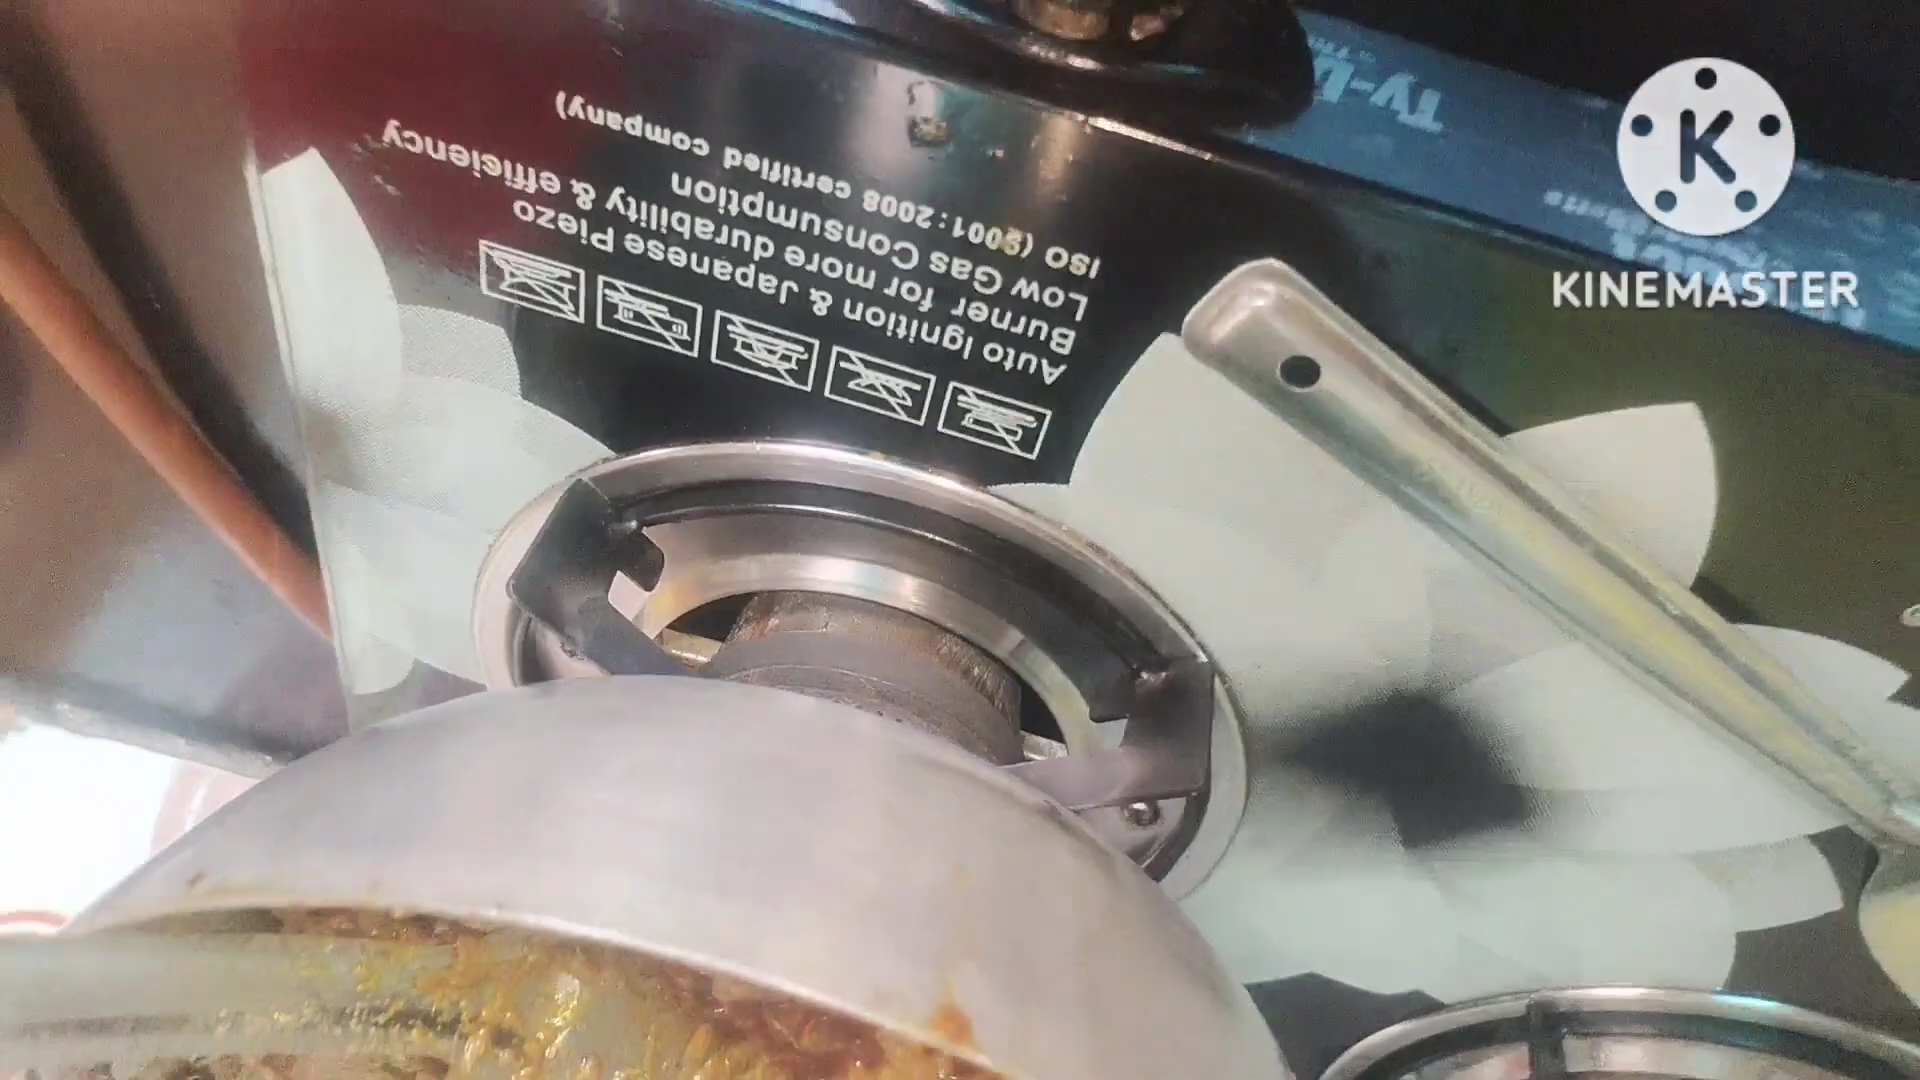 Auto Ignition & Japanese Piezo
Burner for more durability & efficiency
Low Gas Consumption
ISO (9001:2008 certified company)
K
KINEMASTER